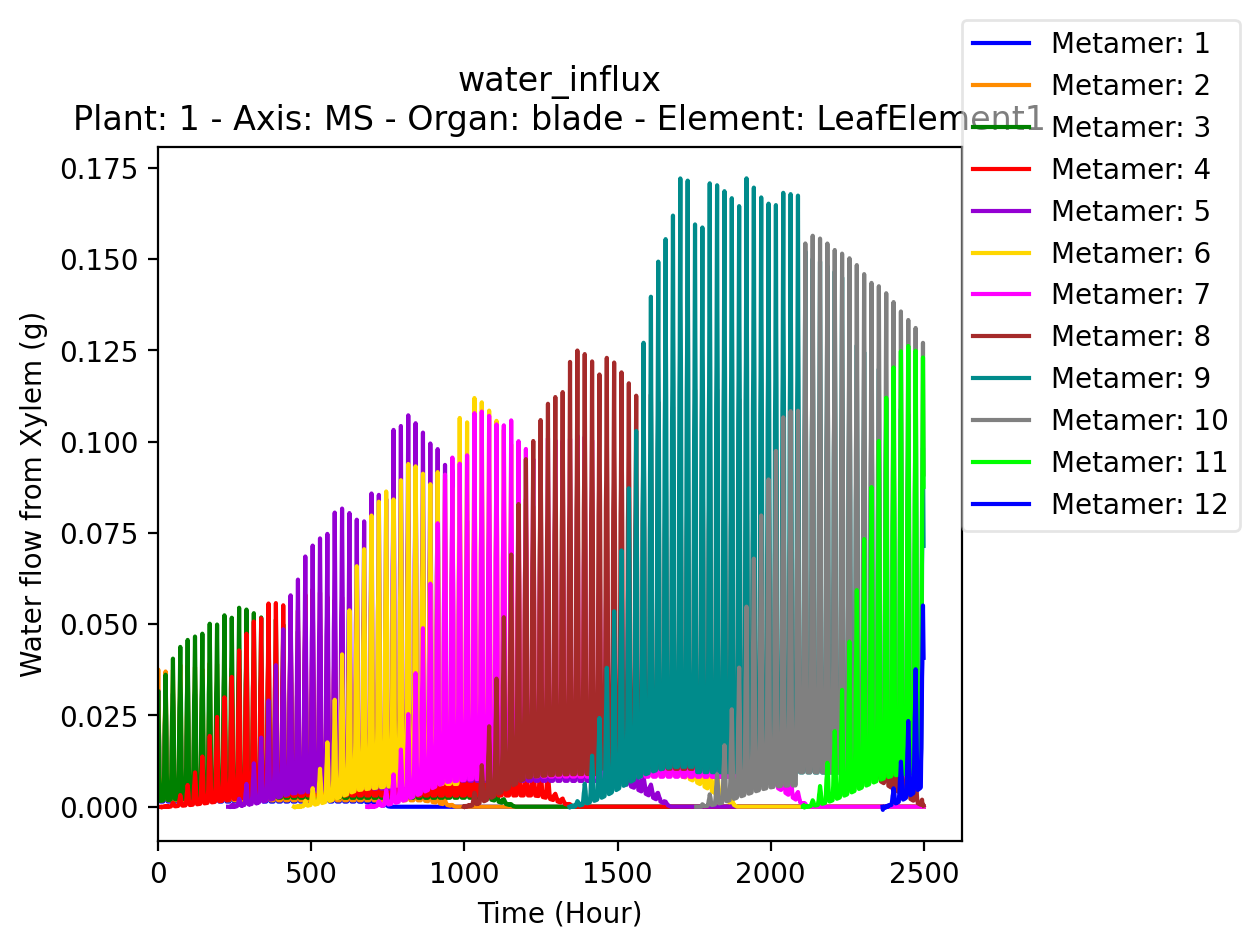 water_influx
Plant: 1 - Axis: MS - Organ: blade - Element: LeafElement1
Metamer: 1
Metamer: 2
Metamer: 3
Metamer: 4
Metamer: 5
Metamer: 6
Metamer: 7
Metamer: 8
Metamer: 9
Metamer: 10
Metamer: 11
Metamer: 12
Water flow from Xylem (g)
0.175
0.150
0.125
0.100
0.075
0.050
0.025
0.000
0 500 1000 1500 2000 2500
Time (Hour)